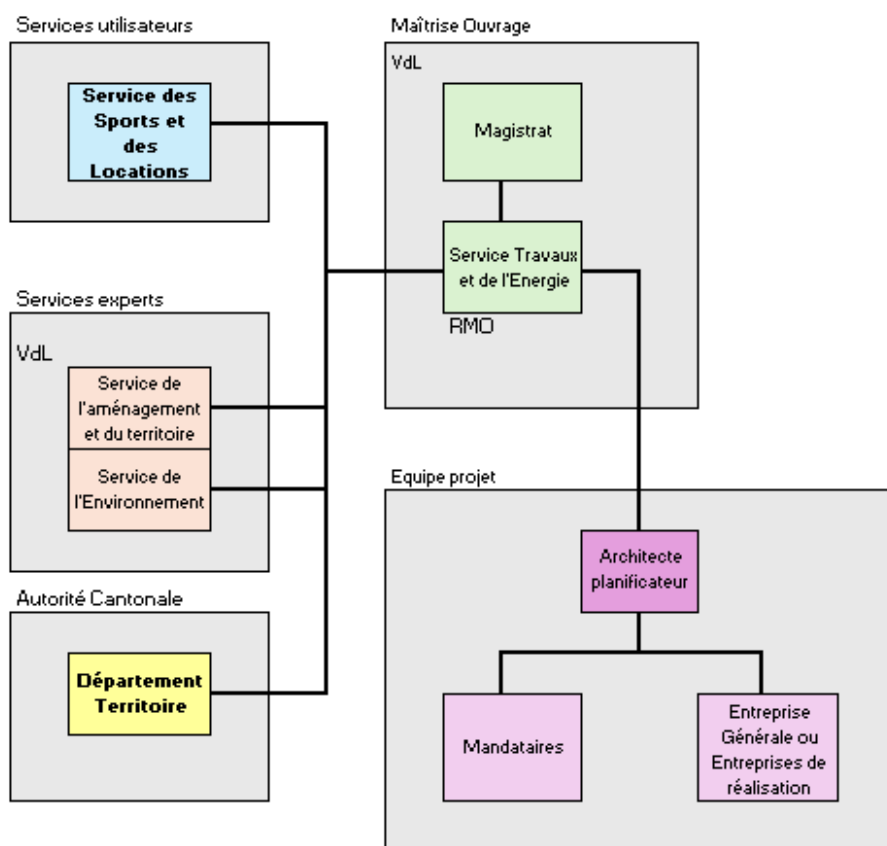 Services utilisateurs
Service des
Sports et
des
Locations
Maîtrise Ouvrage
VdL
Magistrat
Service Travaux
et de l'Energie
RMO
Services experts
VdL
Service de
l'aménagement
et du territoire
Service de
l'Environnement
Autorité Cantonale
Département
Territoire
Equipe projet
Architecte
planificateur
Mandataires
Entreprise
Générale ou
Entreprises de
réalisation